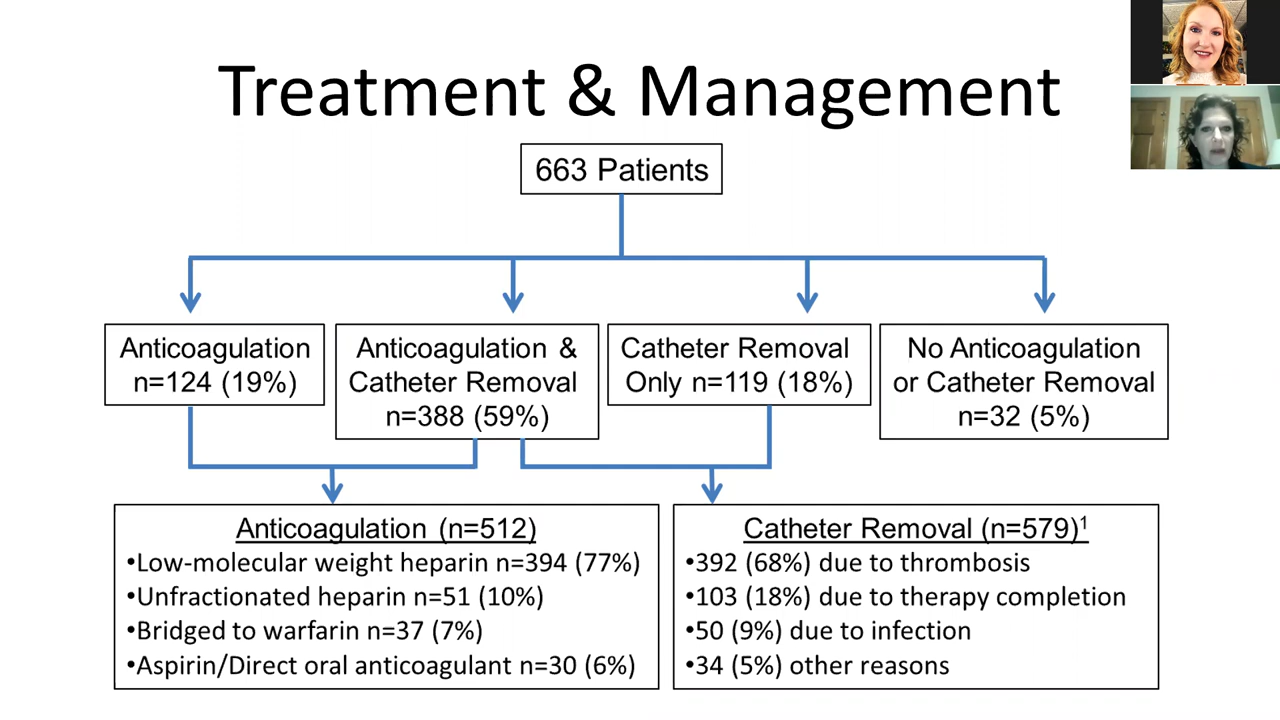 Treatment & Management
663 Patients
Anticoagulation
n=124 (19%)
Anticoagulation &
Catheter Removal
n=388 (59%)
Catheter Removal
Only n=119 (18%)
No Anticoagulation
or Catheter Removal
n=32 (5%)
Anticoagulation (n=512)
•Low-molecular weight heparin n=394 (77%)
•Unfractionated heparin n=51 (10%)
•Bridged to warfarin n=37 (7%)
•Aspirin/Direct oral anticoagulant n=30 (6%)
Catheter Removal (n=579)¹
•392 (68%) due to thrombosis
•103 (18%) due to therapy completion
•50 (9%) due to infection
•34 (5%) other reasons